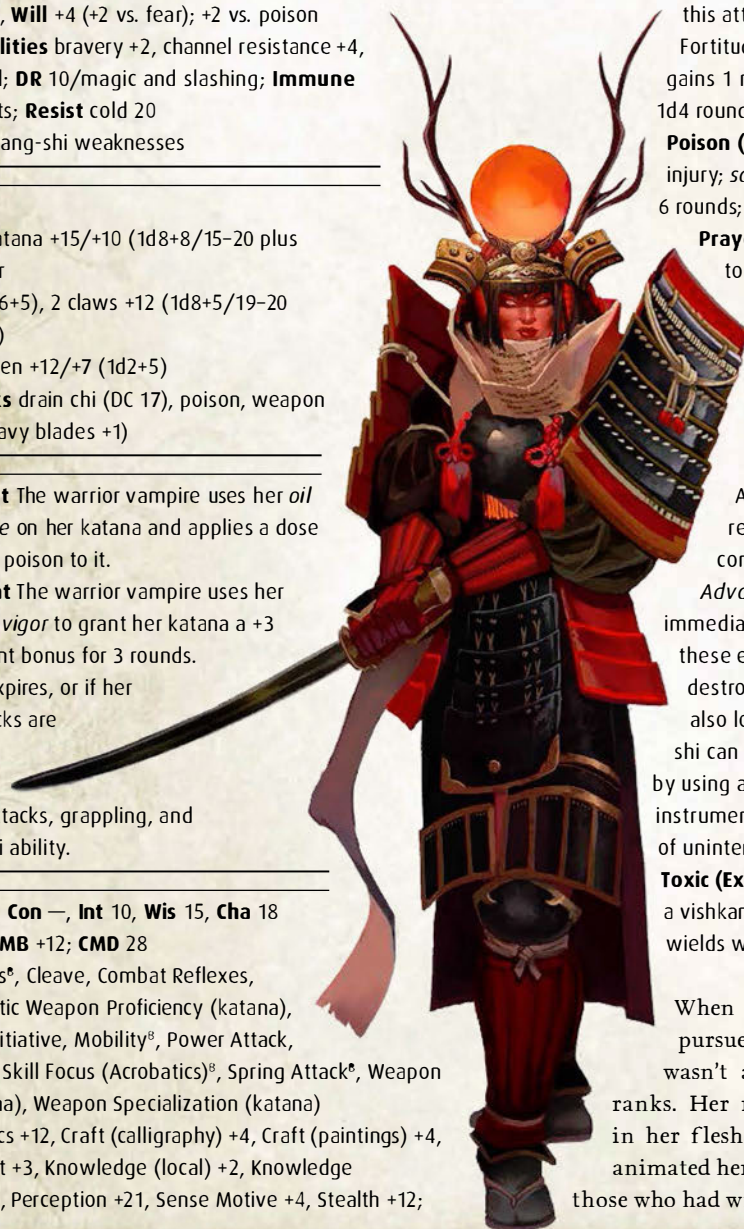 , Will +4 (+2 vs. fear); +2 vs. poison
lities bravery +2, channel resistance +4,
; DR 10/magic and slashing; Immune
ts; Resist cold 20
ang-shi weaknesses
atana +15/+10 (1d8+8/15–20 plus
r
6+5), 2 claws +12 (1d8+5/19–20
)
en +12/+7 (1d2+5)
ks drain chi (DC 17), poison, weapon
avy blades +1)
t The warrior vampire uses her oil
e on her katana and applies a dose
poison to it.
at The warrior vampire uses her
vigor to grant her katana a +3
nt bonus for 3 rounds.
xpires, or if her
cks are
ttacks, grappling, and
i ability.
Con —, Int 10, Wis 15, Cha 18
MB +12; CMD 28
sᴮ, Cleave, Combat Reflexes,
tic Weapon Proficiency (katana),
itiative, Mobilityᴮ, Power Attack,
Skill Focus (Acrobatics)ᴮ, Spring Attackᴮ, Weapon
na), Weapon Specialization (katana)
cs +12, Craft (calligraphy) +4, Craft (paintings) +4,
t +3, Knowledge (local) +2, Knowledge
, Perception +21, Sense Motive +4, Stealth +12;
this att
Fortitud
gains 1 n
1d4 round
Poison (
injury; sa
6 rounds;
Praye
to
A
re
con
Advo
immedia
these e
destro
also lo
shi can
by using a
instrumen
of uninten
Toxic (Ex
a vishkan
wields w
When
pursue
wasn't a
ranks. Her
in her flesh
animated her
those who had w